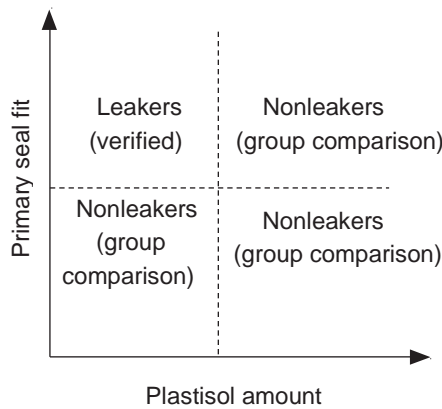 Primary seal fit
Leakers
(verified)
Nonleakers
(group comparison)
Nonleakers
(group
comparison)
Nonleakers
(group comparison)
Plastisol amount